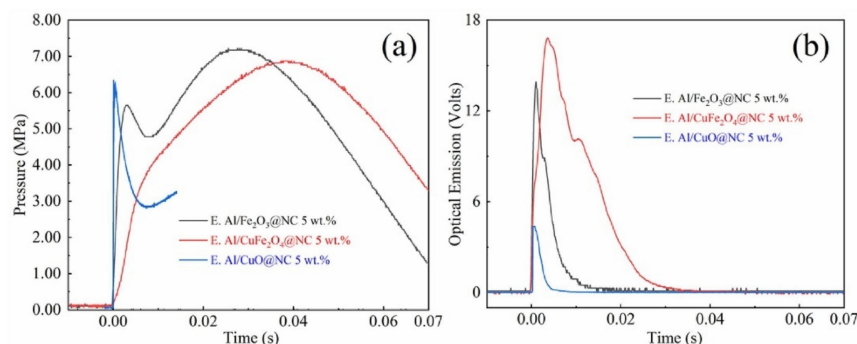 8.00
7.00
6.00
5.00
4.00
3.00
2.00
1.00
0.00
Pressure (MPa)
0.00
0.02
0.04
0.06
0.07
Time (s)
(a)
E. Al/Fe₂O₃@NC 5 wt.%
E. Al/CuFe₂O₄@NC 5 wt.%
E. Al/CuO@NC 5 wt.%
18
12
6
0
Optical Emission (Volts)
0.00
0.02
0.04
0.06
0.07
Time (s)
(b)
E. Al/Fe₂O₃@NC 5 wt.%
E. Al/CuFe₂O₄@NC 5 wt.%
E. Al/CuO@NC 5 wt.%